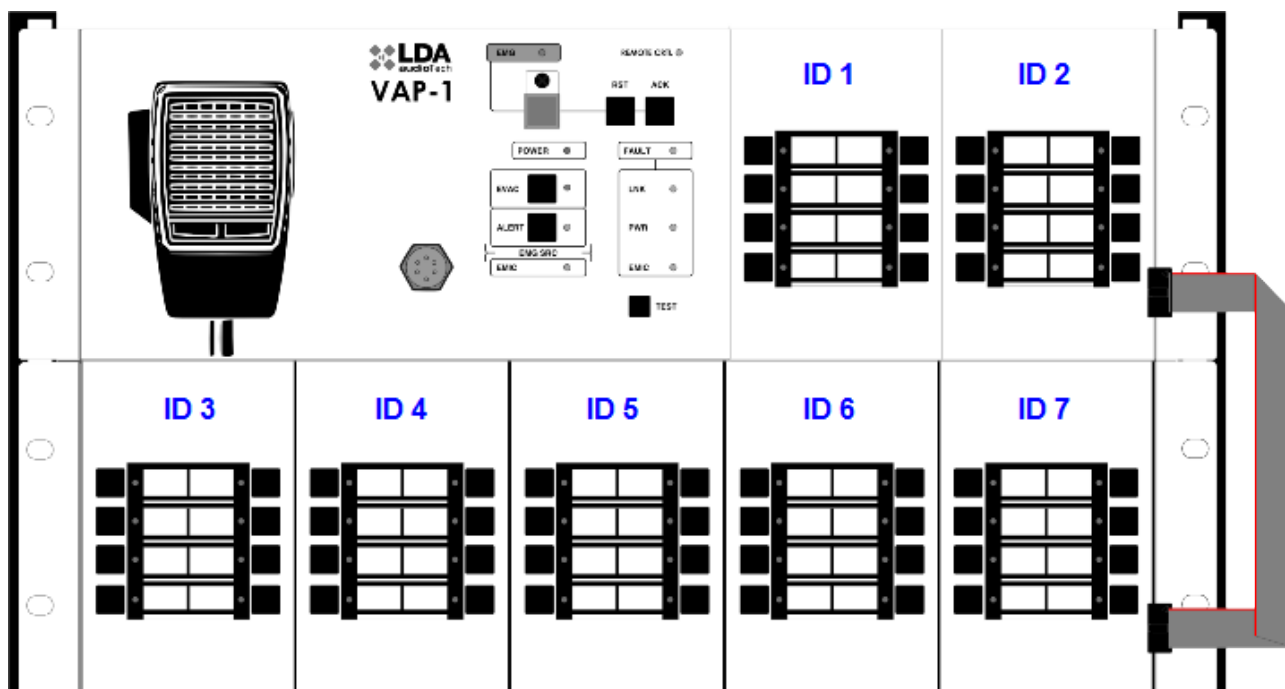 LDA
audioTech
VAP-1
EMG
REMOTE CRTL
RST ACK
POWER
FAULT
EVAC
LNK
ALERT
PWR
EMG SRC
EMIC
EMIC
TEST
ID 1
ID 2
ID 3
ID 4
ID 5
ID 6
ID 7